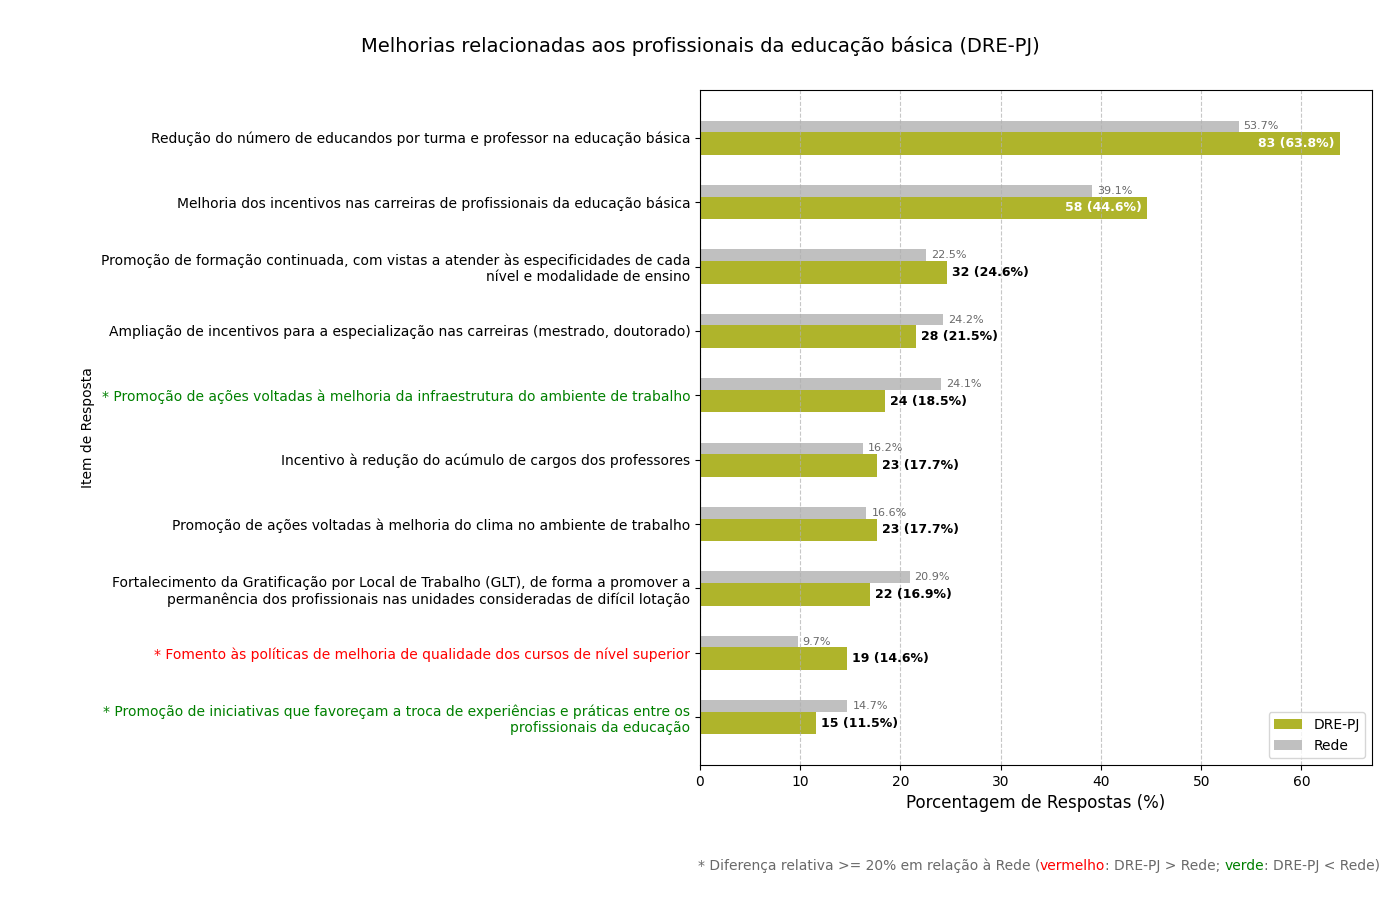 Melhorias relacionadas aos profissionais da educação básica (DRE-PJ)
Redução do número de educandos por turma e professor na educação básica
53.7%
83 (63.8%)
Melhoria dos incentivos nas carreiras de profissionais da educação básica
39.1%
58 (44.6%)
Promoção de formação continuada, com vistas a atender às especificidades de cada
nível e modalidade de ensino
22.5%
32 (24.6%)
Ampliação de incentivos para a especialização nas carreiras (mestrado, doutorado)
24.2%
28 (21.5%)
* Promoção de ações voltadas à melhoria da infraestrutura do ambiente de trabalho
24.1%
24 (18.5%)
Incentivo à redução do acúmulo de cargos dos professores
16.2%
23 (17.7%)
Promoção de ações voltadas à melhoria do clima no ambiente de trabalho
16.6%
23 (17.7%)
Fortalecimento da Gratificação por Local de Trabalho (GLT), de forma a promover a
permanência dos profissionais nas unidades consideradas de difícil lotação
20.9%
22 (16.9%)
* Fomento às políticas de melhoria de qualidade dos cursos de nível superior
9.7%
19 (14.6%)
* Promoção de iniciativas que favoreçam a troca de experiências e práticas entre os
profissionais da educação
14.7%
15 (11.5%)
Item de Resposta
DRE-PJ
Rede
0 10 20 30 40 50 60
Porcentagem de Respostas (%)
* Diferença relativa >= 20% em relação à Rede (vermelho: DRE-PJ > Rede; verde: DRE-PJ < Rede)